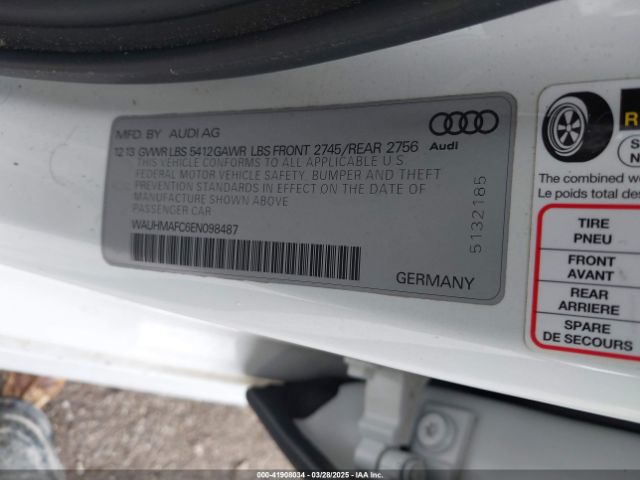 MFD BY AUDI AG
Audi
12 13 GVWR LBS 5412GAWR LBS FRONT 2745/REAR 2756
THIS VEHICLE CONFORMS TO ALL APPLICABLE U S
FEDERAL MOTOR VEHICLE SAFETY, BUMPER AND THEFT
PREVENTION STANDARDS IN EFFECT ON THE DATE OF
MANUFACTURE SHOWN ABOVE
PASSENGER CAR
WAUHMAFC6EN098487
5132185
GERMANY
The combined w
Le poids total des
TIRE
PNEU
FRONT
AVANT
REAR
ARRIERE
SPARE
DE SECOURS
000-41908034 — 03/28/2025 — IAAI.COM